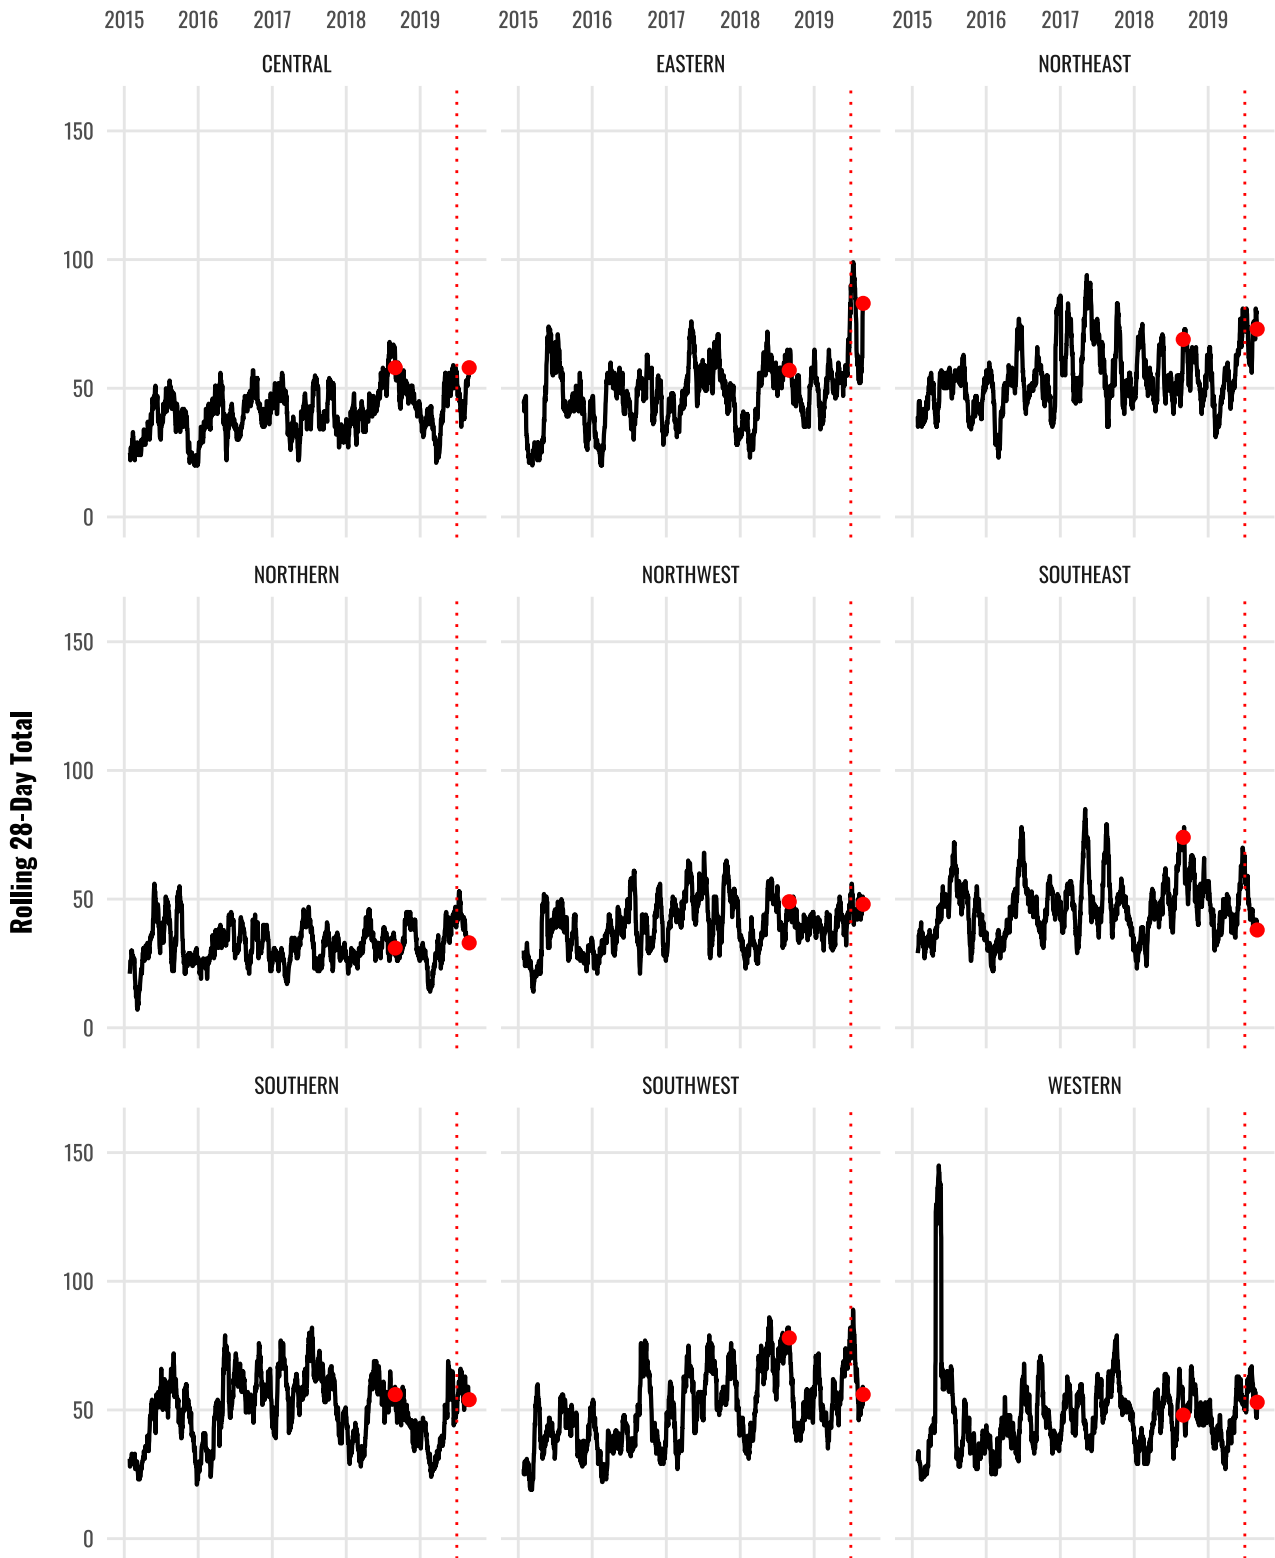 2015 2016 2017 2018 2019 2015 2016 2017 2018 2019 2015 2016 2017 2018 2019
CENTRAL EASTERN NORTHEAST
150
100
50
0
NORTHERN NORTHWEST SOUTHEAST
150
100
50
0
Rolling 28-Day Total
SOUTHERN SOUTHWEST WESTERN
150
100
50
0